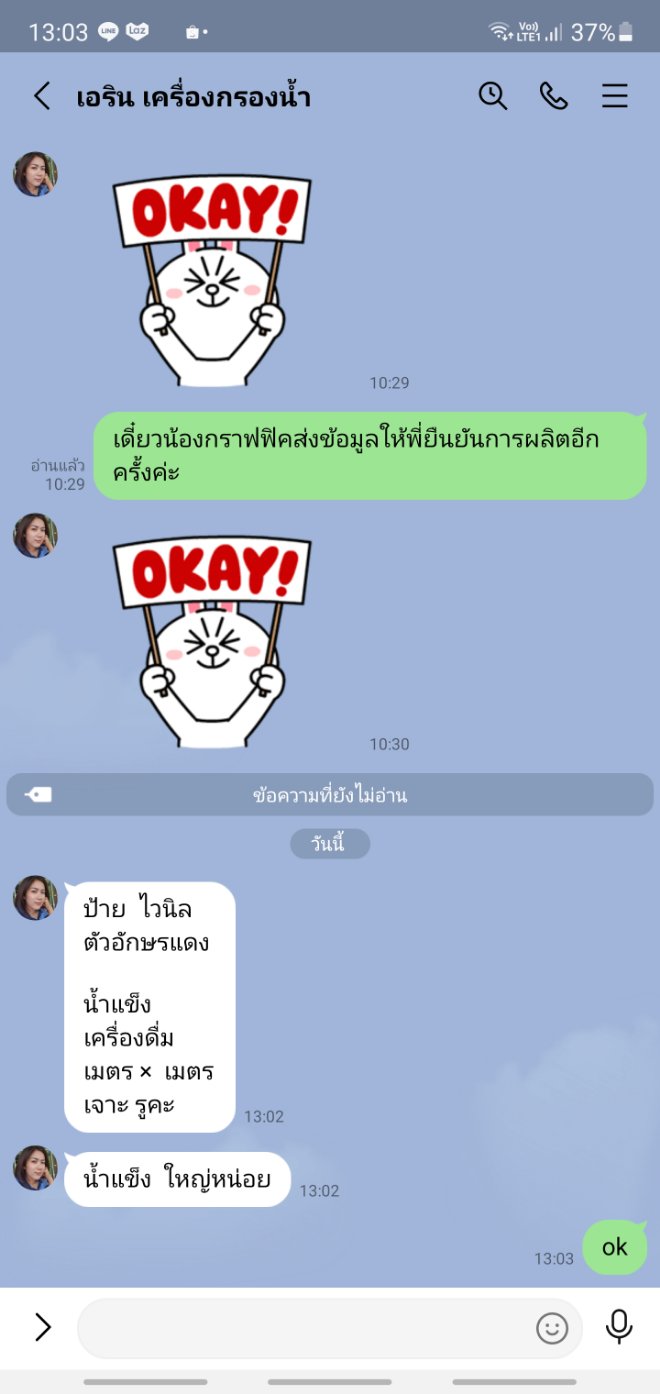 13:03 LINE Laz Vo) LTE1 37%
เอริน เครื่องกรองน้ำ
OKAY!
10:29
เดี๋ยวน้องกราฟฟิคส่งข้อมูลให้พี่ยืนยันการผลิตอีก
ครั้งค่ะ
อ่านแล้ว
10:29
OKAY!
10:30
ข้อความที่ยังไม่อ่าน
วันนี้
ป้าย ไวนิล
ตัวอักษรแดง
น้ำแข็ง
เครื่องดื่ม
เมตร × เมตร
เจาะ รูคะ
13:02
น้ำแข็ง ใหญ่หน่อย
13:02
ok
13:03